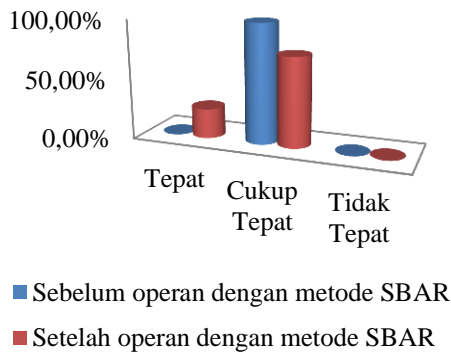 100,00%
50,00%
0,00%
Tepat
Cukup
Tepat
Tidak
Tepat
Sebelum operan dengan metode SBAR
Setelah operan dengan metode SBAR